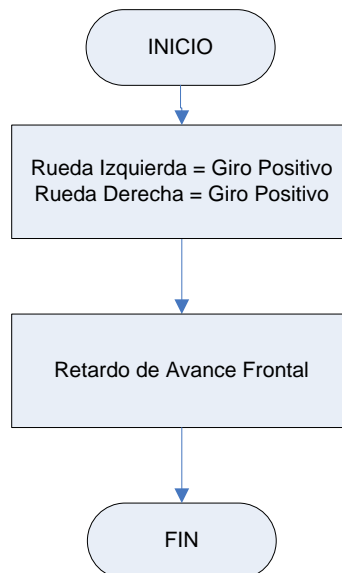 INICIO
Rueda Izquierda = Giro Positivo
Rueda Derecha = Giro Positivo
Retardo de Avance Frontal
FIN